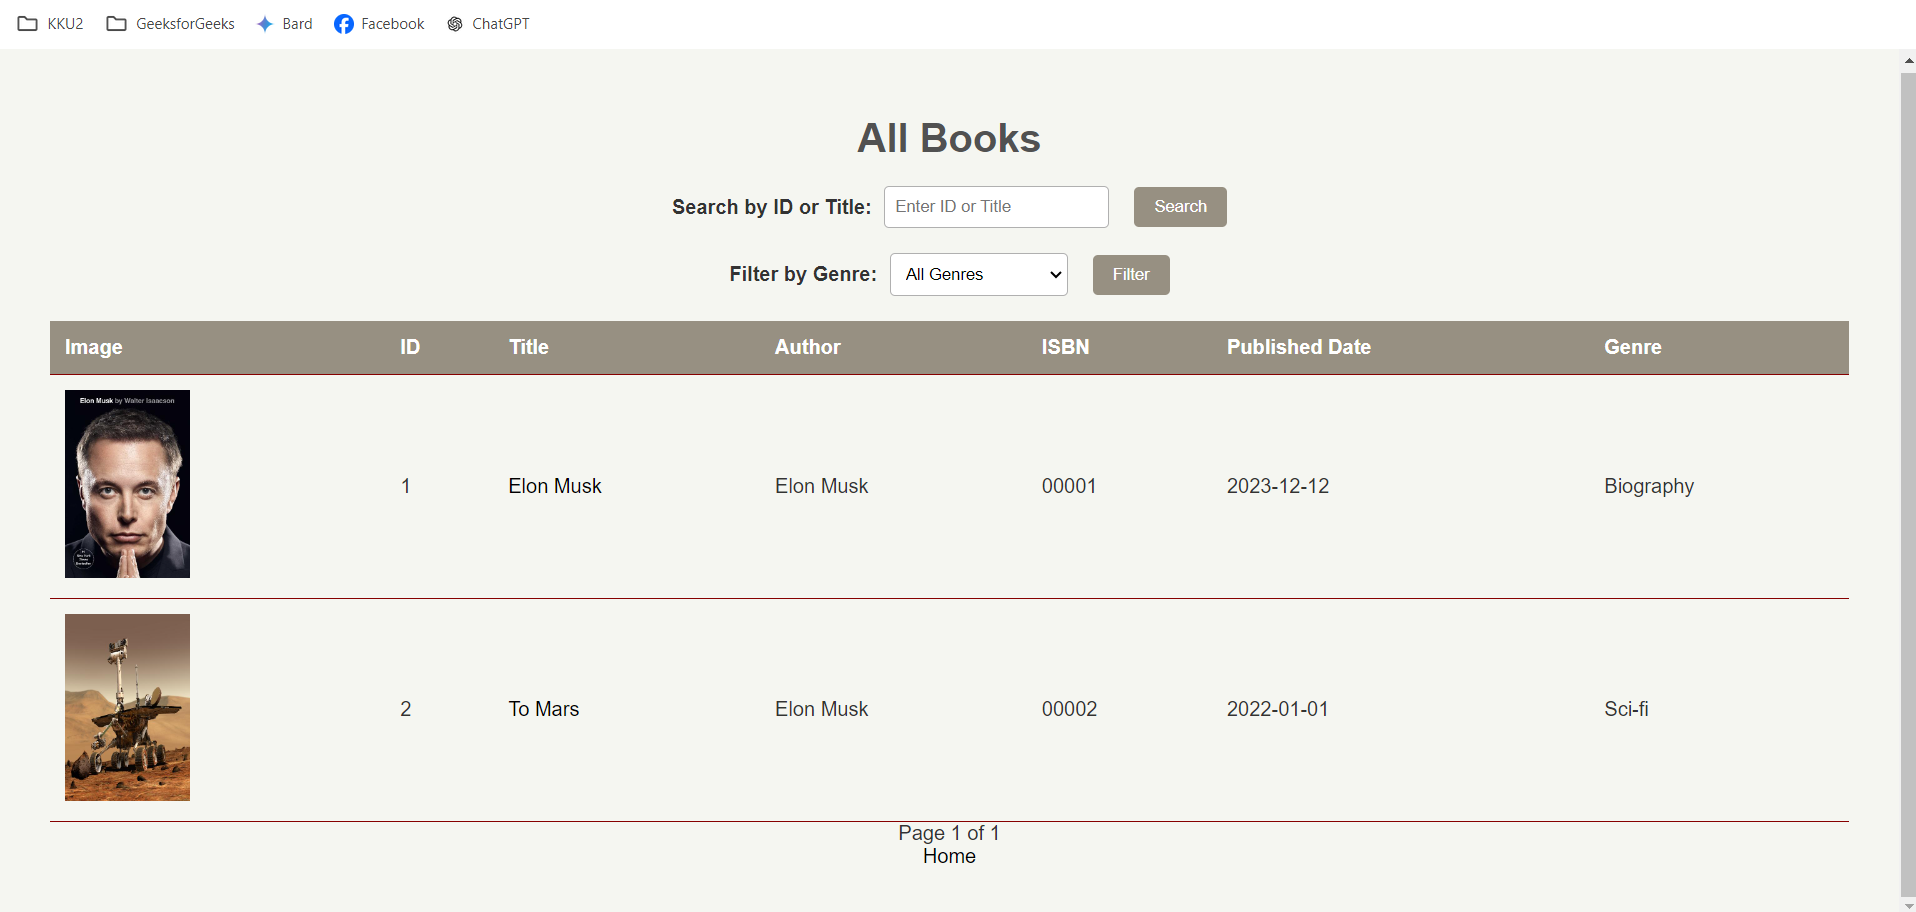 KKU2 GeeksforGeeks Bard Facebook ChatGPT
All Books
Search by ID or Title: Enter ID or Title Search
Filter by Genre: All Genres Filter
Image ID Title Author ISBN Published Date Genre
Elon Musk by Walter Isaacson
1 Elon Musk Elon Musk 00001 2023-12-12 Biography
2 To Mars Elon Musk 00002 2022-01-01 Sci-fi
Page 1 of 1
Home